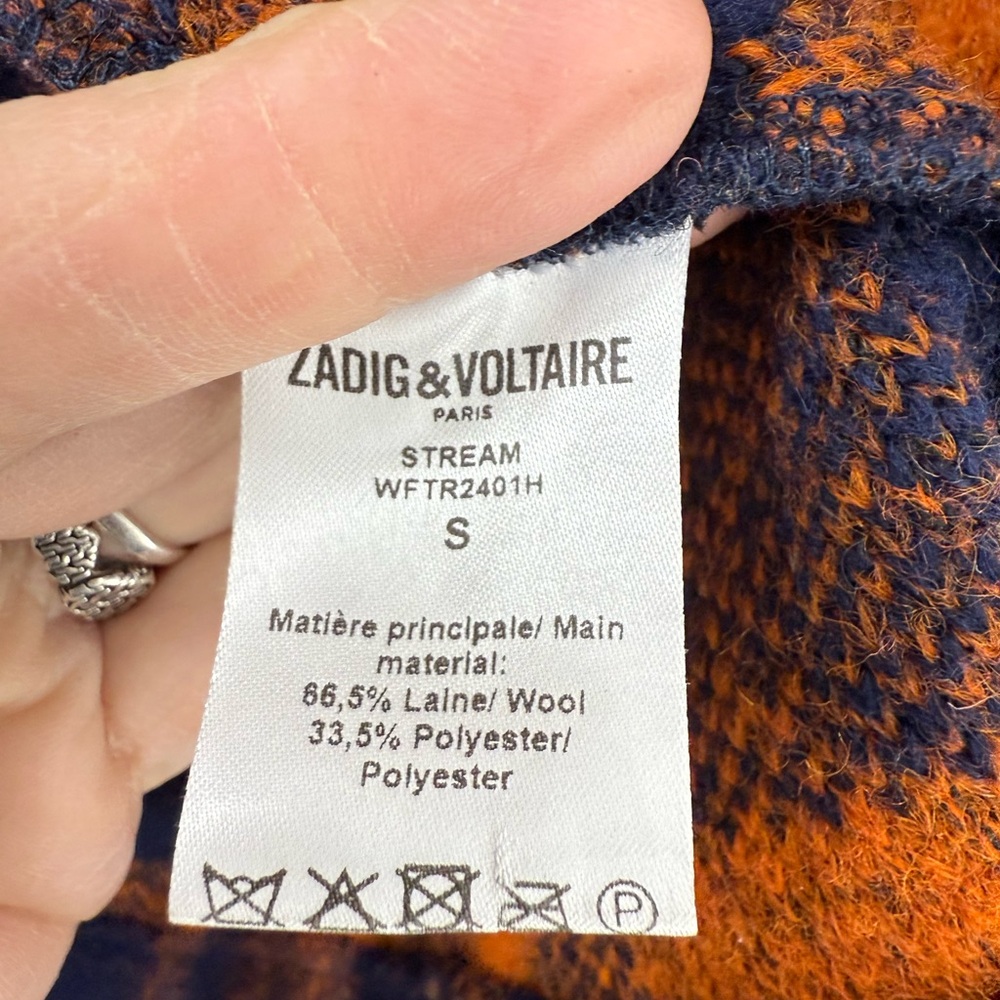 ZADIG&VOLTAIRE
PARIS
STREAM
WFTR2401H
S
Matière principale/ Main
material:
66,5% Laine/ Wool
33,5% Polyester/
Polyester
P